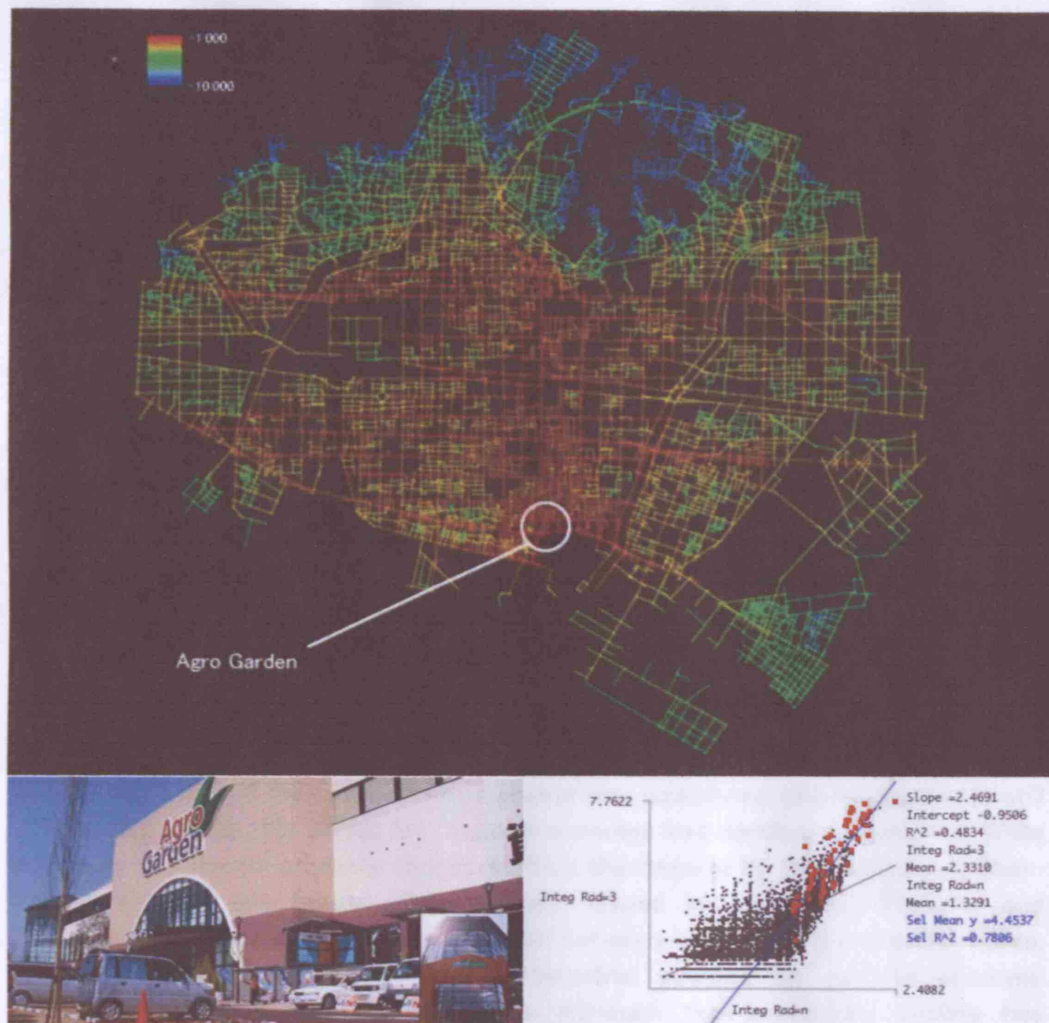 1 000
10 000
Agro Garden
Agro
Garden
7.7622
Integ Rad=3
2.4082
Integ Rad=n
Slope =2.4691
Intercept -0.9506
R^2 =0.4834
Integ Rad=3
Mean =2.3310
Integ Rad=n
Mean =1.3291
Sel Mean y =4.4537
Sel R^2 =0.7806